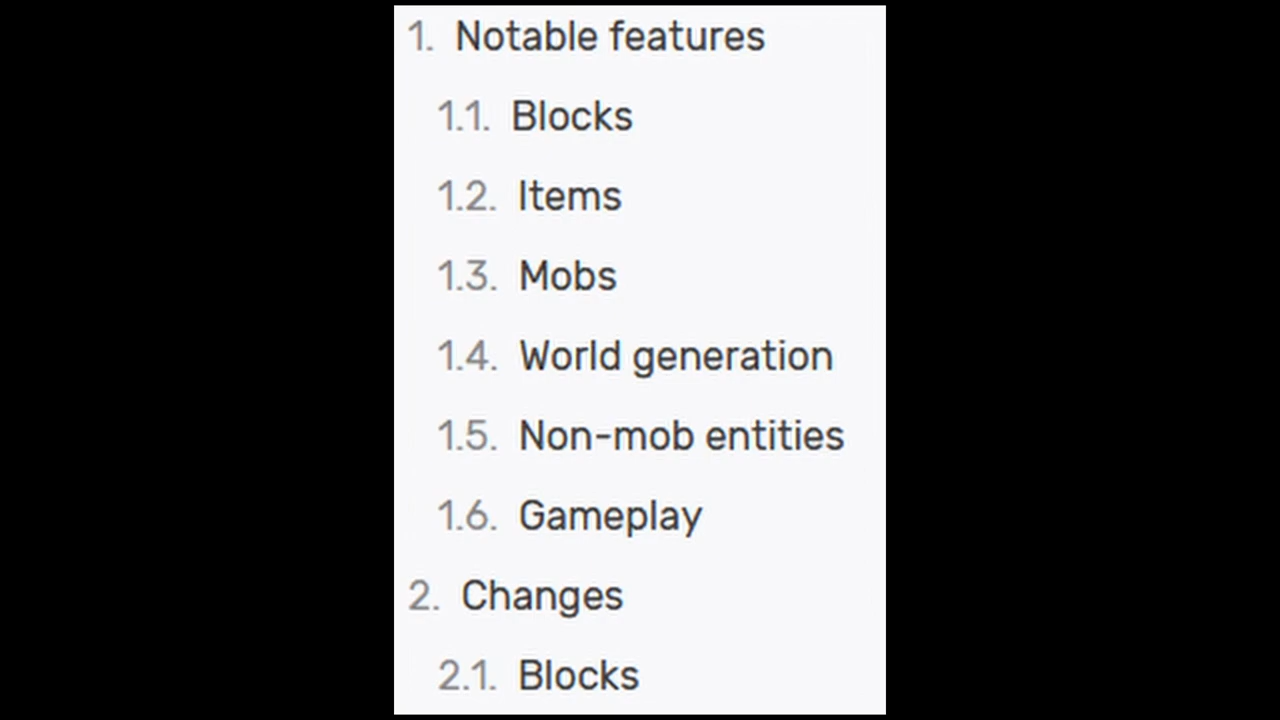 1. Notable features
1.1. Blocks
1.2. Items
1.3. Mobs
1.4. World generation
1.5. Non-mob entities
1.6. Gameplay
2. Changes
2.1. Blocks